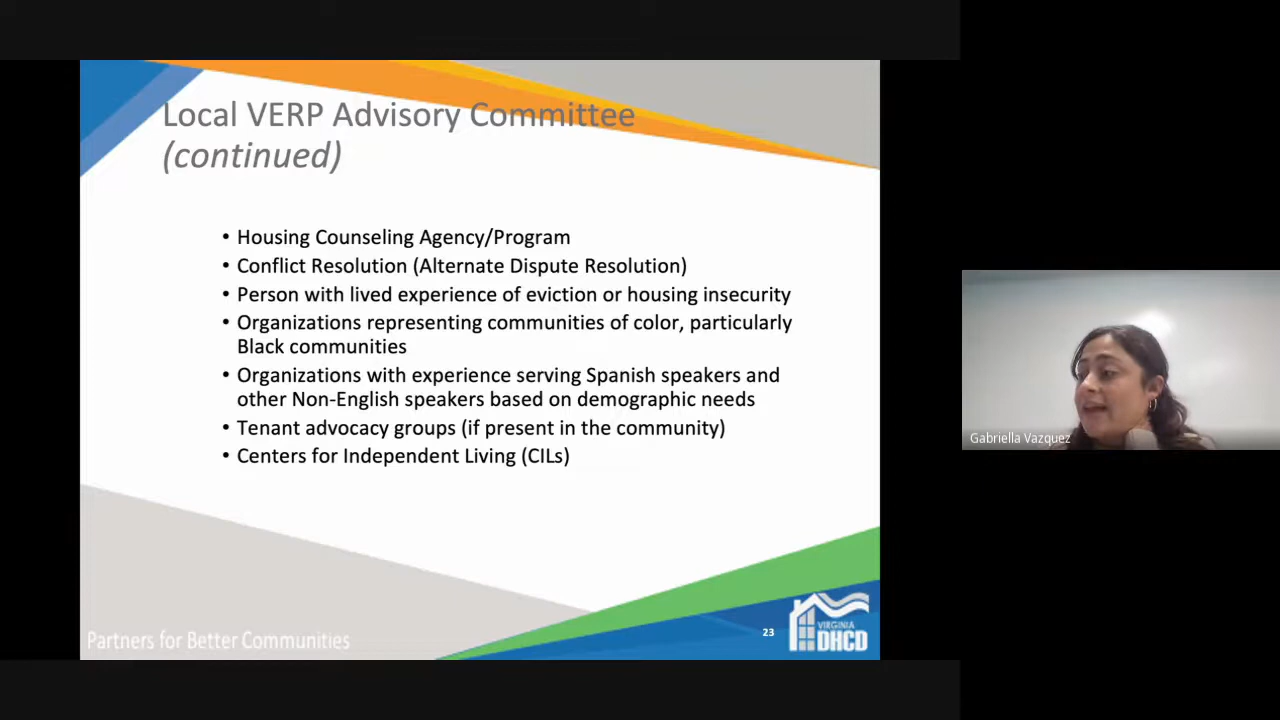 Local VERP Advisory Committee
(continued)
• Housing Counseling Agency/Program
• Conflict Resolution (Alternate Dispute Resolution)
• Person with lived experience of eviction or housing insecurity
• Organizations representing communities of color, particularly
Black communities
• Organizations with experience serving Spanish speakers and
other Non-English speakers based on demographic needs
• Tenant advocacy groups (if present in the community)
• Centers for Independent Living (CILs)
Partners for Better Communities
23
VIRGINIA
DHCD
Gabriella Vazquez